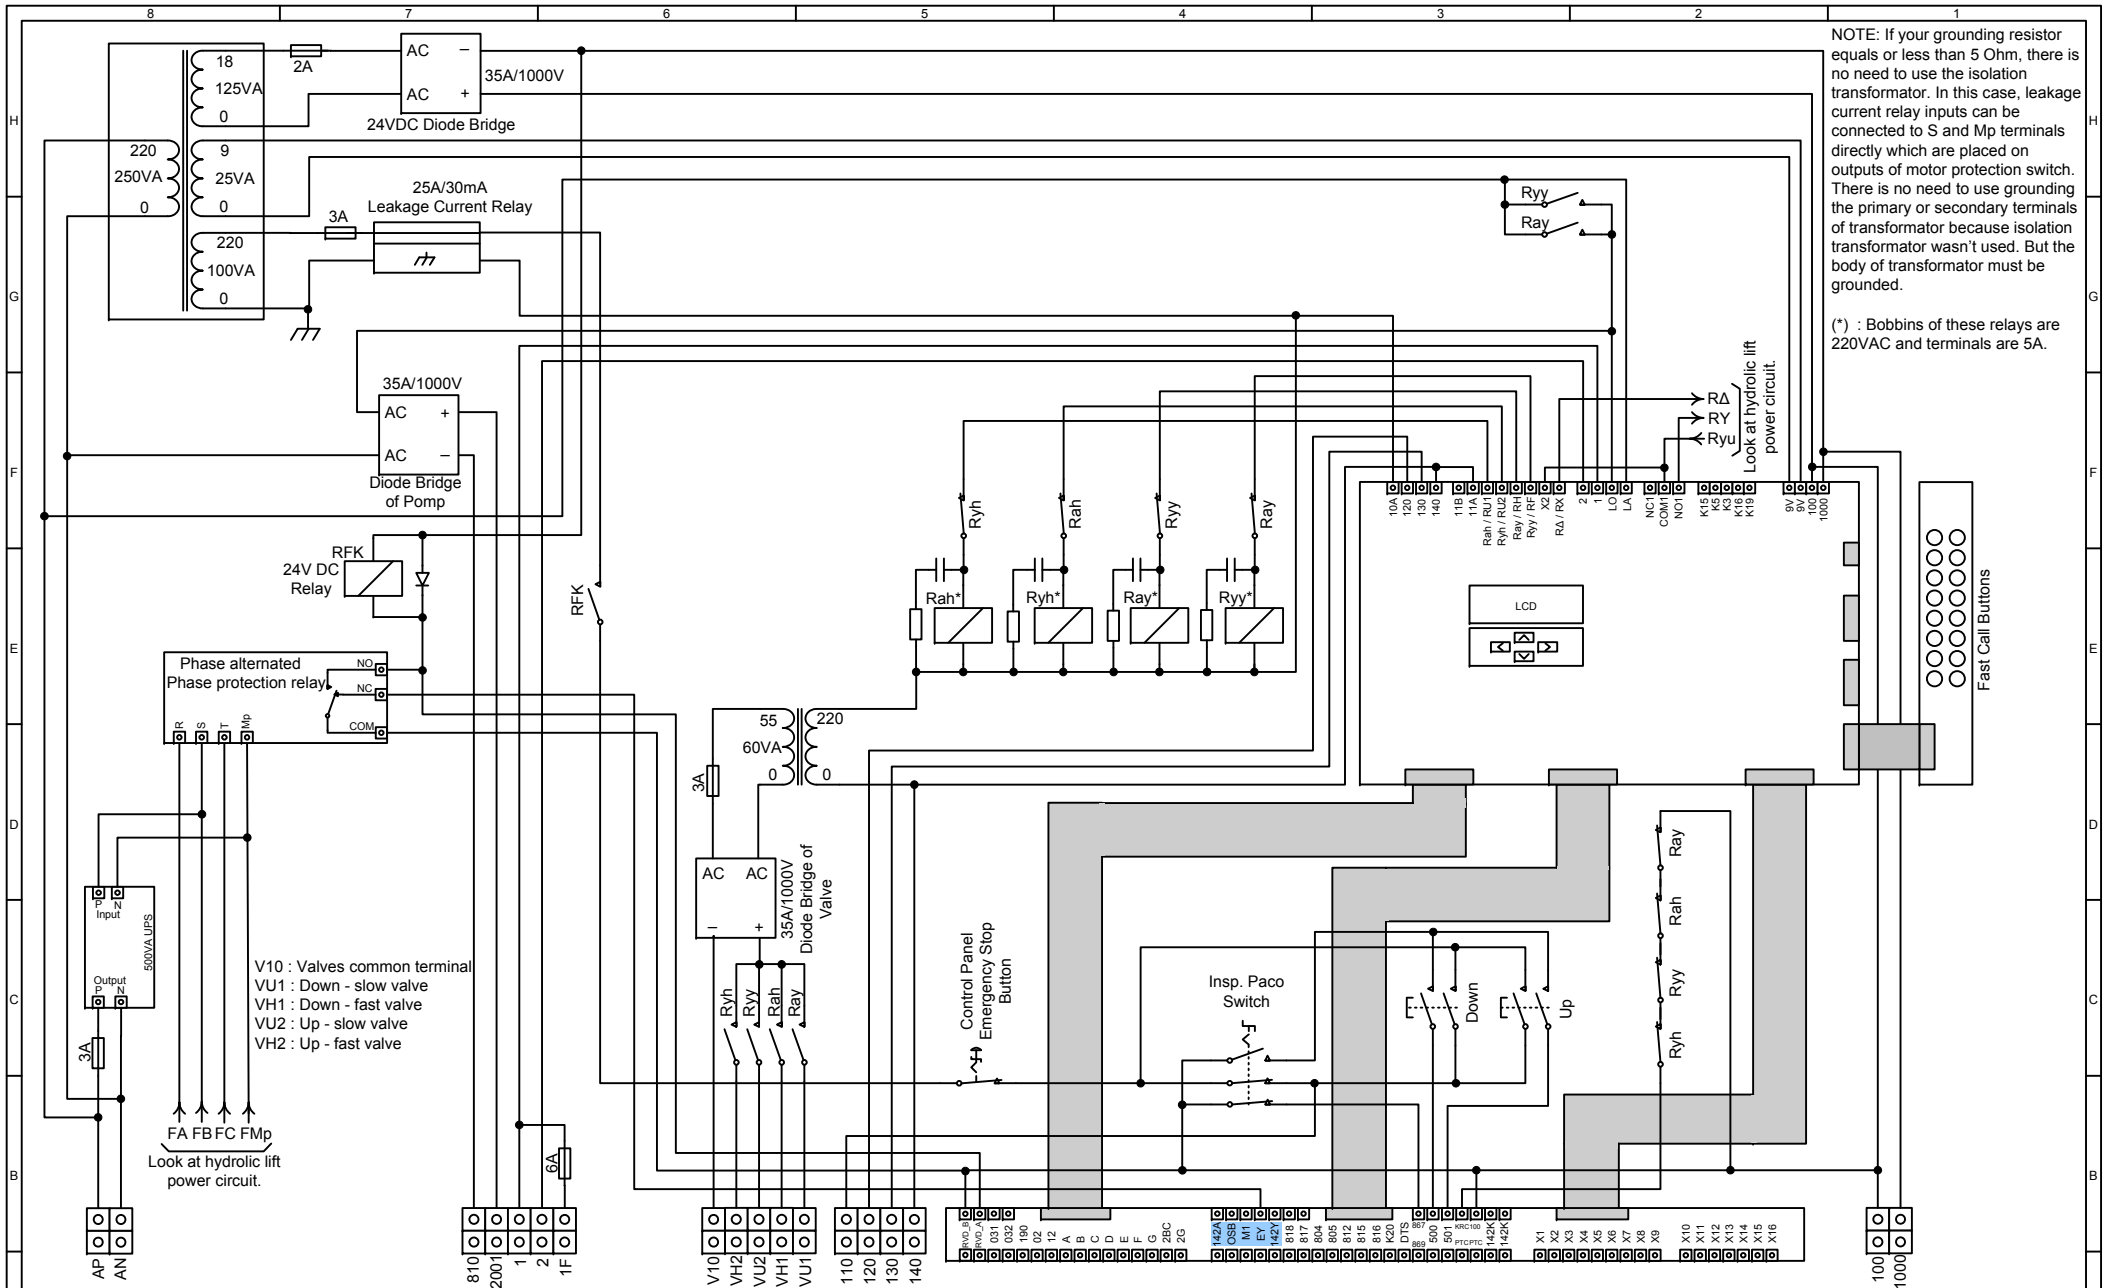 8 7 6 5 4 3 2 1
H
G
F
E
D
C
B
H
G
F
E
D
C
B
18
125VA
0
2A
AC –
AC +
35A/1000V
24VDC Diode Bridge
220
250VA
0
9
25VA
0
220
100VA
0
3A
25A/30mA
Leakage Current Relay
Ryy
Ray
NOTE: If your grounding resistor
equals or less than 5 Ohm, there is
no need to use the isolation
transformator. In this case, leakage
current relay inputs can be
connected to S and Mp terminals
directly which are placed on
outputs of motor protection switch.
There is no need to use grounding
the primary or secondary terminals
of transformator because isolation
transformator wasn't used. But the
body of transformator must be
grounded.
(*) : Bobbins of these relays are
220VAC and terminals are 5A.
35A/1000V
AC +
AC –
Diode Bridge
of Pomp
RΔ
RY
Ryu
Look at hydrolic lift
power circuit.
Ryh
Rah
Ryy
Ray
10A
120
130
140
11B
11A
Rah / RU1
Ryh / RU2
Ray / RH
Ryy / RF
X2
RΔ / RX
2
1
LO
LA
NC1
COM1
NO1
K15
K5
K3
K16
K19
9V
9V
100
1000
RFK
24V DC
Relay
RFK
Rah*
Ryh*
Ray*
Ryy*
LCD
Fast Call Buttons
Phase alternated
Phase protection relay
NO
NC
COM
R
S
T
Mp
55
60VA
0
220
0
3A
AC AC
– +
35A/1000V
Diode Bridge of
Valve
P N
Input
500VA UPS
Output
P N
3A
V10 : Valves common terminal
VU1 : Down - slow valve
VH1 : Down - fast valve
VU2 : Up - slow valve
VH2 : Up - fast valve
Ryh
Ryy
Rah
Ray
Control Panel
Emergency Stop
Button
Insp. Paco
Switch
Down
Up
Ray
Rah
Ryy
Ryh
FA FB FC FMp
Look at hydrolic lift
power circuit.
6A
AP
AN
810
2001
1
2
1F
V10
VH2
VU2
VH1
VU1
110
120
130
140
RVD_B
RVD_A
031
032
190
02
12
A
B
C
D
E
F
G
2BC
2G
142A
OSB
M1
EY
142Y
818
817
804
805
812
815
816
K20
DTS
867
869
500
501
KRC100
PTC PTC
142K
142K
X1
X2
X3
X4
X5
X6
X7
X8
X9
X10
X11
X12
X13
X14
X15
X16
100
1000